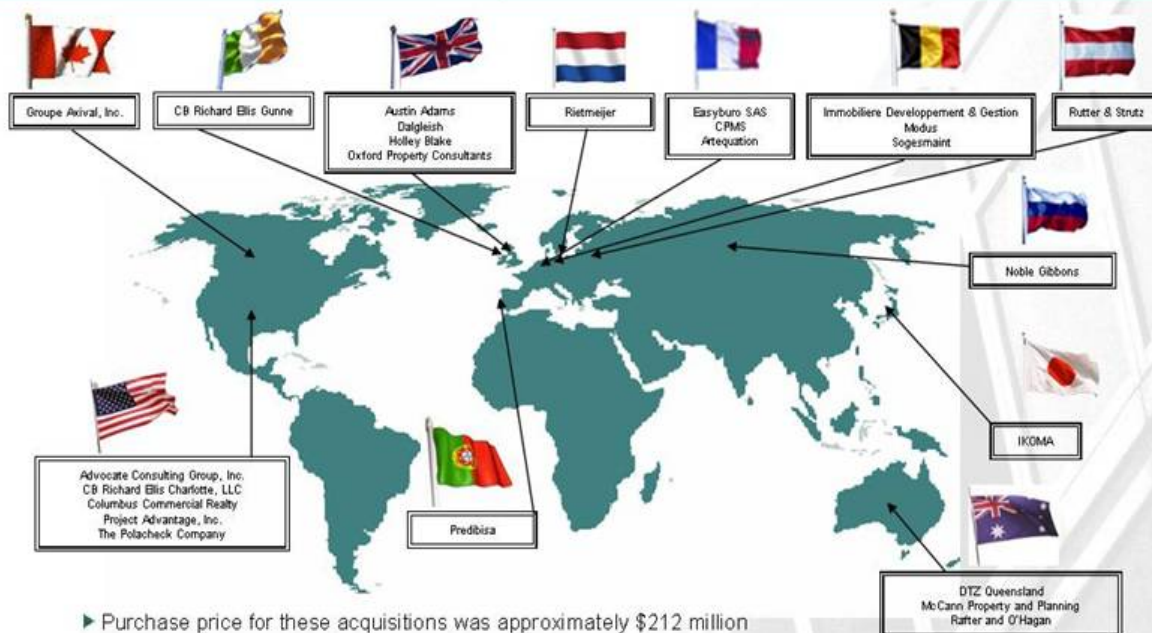 Groupe Axival, Inc.
CB Richard Ellis Gunne
Austin Adams
Dalgleish
Holley Blake
Oxford Property Consultants
Rietmeijer
Easyburo SAS
CPMS
Artequation
Immobiliere Developpement & Gestion
Modus
Sogesmaint
Rutter & Strutz
Noble Gibbons
IKOMA
Advocate Consulting Group, Inc.
CB Richard Ellis Charlotte, LLC
Columbus Commercial Realty
Project Advantage, Inc.
The Polacheck Company
Predibisa
DTZ Queensland
McCann Property and Planning
Rafter and O'Hagan
Purchase price for these acquisitions was approximately $212 million